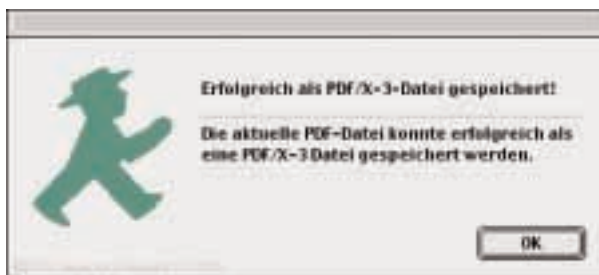 Erfolgreich als PDF/X-3-Datei gespeichert!
Die aktuelle PDF-Datei konnte erfolgreich als
eine PDF/X-3 Datei gespeichert werden.
OK